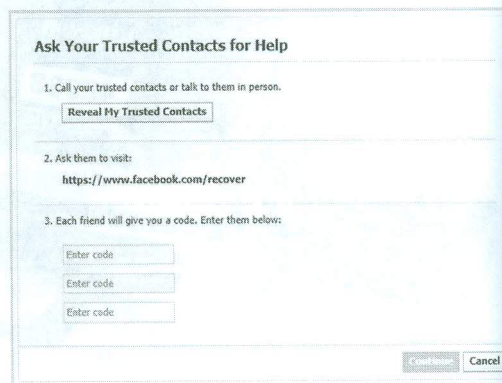 Ask Your Trusted Contacts for Help
1. Call your trusted contacts or talk to them in person.
Reveal My Trusted Contacts
2. Ask them to visit:
https://www.facebook.com/recover
3. Each friend will give you a code. Enter them below:
Enter code
Enter code
Enter code
Continue Cancel